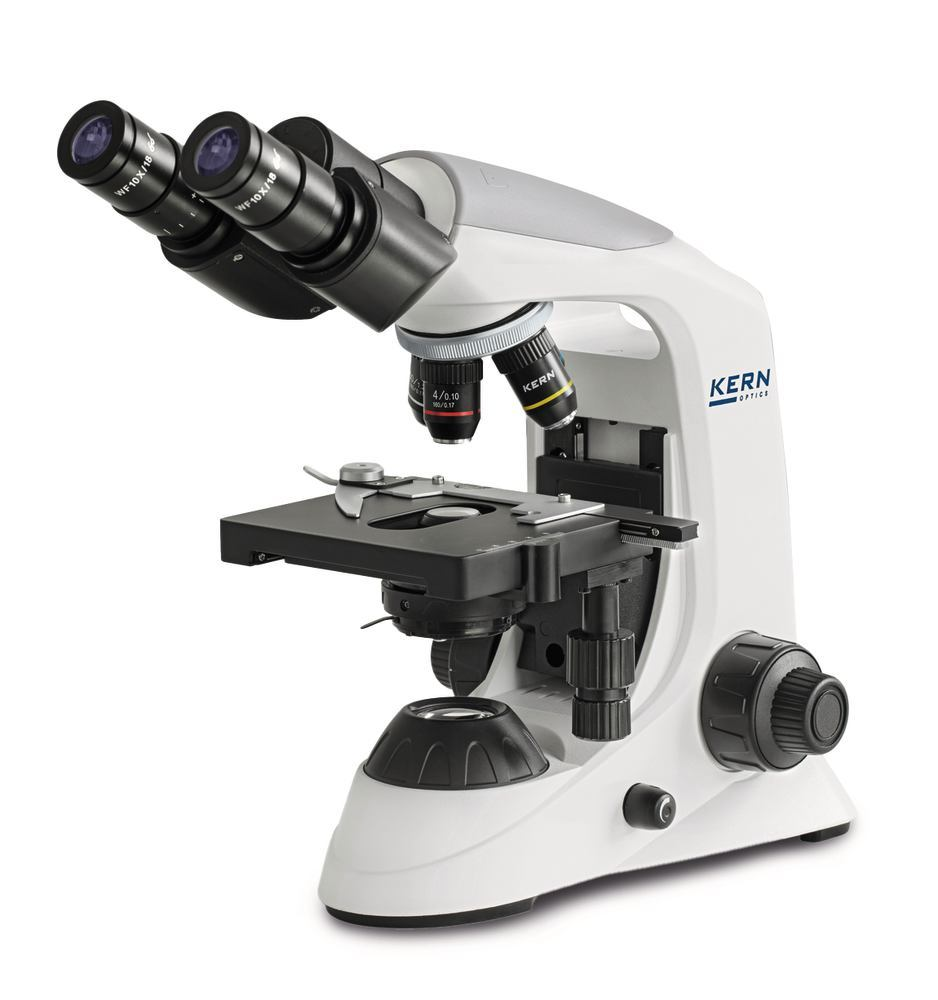 WF10X/18
WF10X/18
4/0.10
160/0.17
KERN
KERN
OPTICS